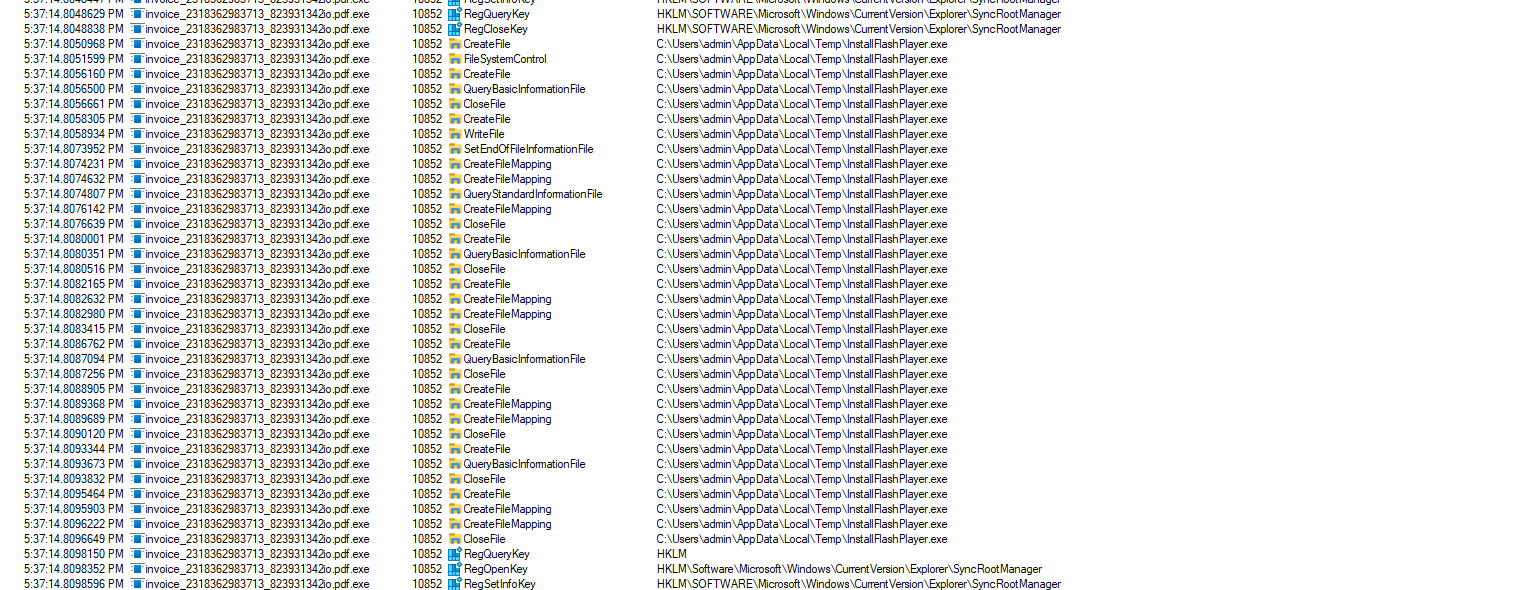 RegSetInfoKey HKLM\SOFTWARE\Microsoft\Windows\CurrentVersion\Explorer\SyncRootManager
5:37:14.8048629 PM invoice_2318362983713_823931342io.pdf.exe 10852 RegQueryKey HKLM\SOFTWARE\Microsoft\Windows\CurrentVersion\Explorer\SyncRootManager
5:37:14.8048838 PM invoice_2318362983713_823931342io.pdf.exe 10852 RegCloseKey HKLM\SOFTWARE\Microsoft\Windows\CurrentVersion\Explorer\SyncRootManager
5:37:14.8050968 PM invoice_2318362983713_823931342io.pdf.exe 10852 CreateFile C:\Users\admin\AppData\Local\Temp\InstallFlashPlayer.exe
5:37:14.8051599 PM invoice_2318362983713_823931342io.pdf.exe 10852 FileSystemControl C:\Users\admin\AppData\Local\Temp\InstallFlashPlayer.exe
5:37:14.8056160 PM invoice_2318362983713_823931342io.pdf.exe 10852 CreateFile C:\Users\admin\AppData\Local\Temp\InstallFlashPlayer.exe
5:37:14.8056500 PM invoice_2318362983713_823931342io.pdf.exe 10852 QueryBasicInformationFile C:\Users\admin\AppData\Local\Temp\InstallFlashPlayer.exe
5:37:14.8056661 PM invoice_2318362983713_823931342io.pdf.exe 10852 CloseFile C:\Users\admin\AppData\Local\Temp\InstallFlashPlayer.exe
5:37:14.8058305 PM invoice_2318362983713_823931342io.pdf.exe 10852 CreateFile C:\Users\admin\AppData\Local\Temp\InstallFlashPlayer.exe
5:37:14.8058934 PM invoice_2318362983713_823931342io.pdf.exe 10852 WriteFile C:\Users\admin\AppData\Local\Temp\InstallFlashPlayer.exe
5:37:14.8073952 PM invoice_2318362983713_823931342io.pdf.exe 10852 SetEndOfFileInformationFile C:\Users\admin\AppData\Local\Temp\InstallFlashPlayer.exe
5:37:14.8074231 PM invoice_2318362983713_823931342io.pdf.exe 10852 CreateFileMapping C:\Users\admin\AppData\Local\Temp\InstallFlashPlayer.exe
5:37:14.8074632 PM invoice_2318362983713_823931342io.pdf.exe 10852 CreateFileMapping C:\Users\admin\AppData\Local\Temp\InstallFlashPlayer.exe
5:37:14.8074807 PM invoice_2318362983713_823931342io.pdf.exe 10852 QueryStandardInformationFile C:\Users\admin\AppData\Local\Temp\InstallFlashPlayer.exe
5:37:14.8076142 PM invoice_2318362983713_823931342io.pdf.exe 10852 CreateFileMapping C:\Users\admin\AppData\Local\Temp\InstallFlashPlayer.exe
5:37:14.8076639 PM invoice_2318362983713_823931342io.pdf.exe 10852 CloseFile C:\Users\admin\AppData\Local\Temp\InstallFlashPlayer.exe
5:37:14.8080001 PM invoice_2318362983713_823931342io.pdf.exe 10852 CreateFile C:\Users\admin\AppData\Local\Temp\InstallFlashPlayer.exe
5:37:14.8080351 PM invoice_2318362983713_823931342io.pdf.exe 10852 QueryBasicInformationFile C:\Users\admin\AppData\Local\Temp\InstallFlashPlayer.exe
5:37:14.8080516 PM invoice_2318362983713_823931342io.pdf.exe 10852 CloseFile C:\Users\admin\AppData\Local\Temp\InstallFlashPlayer.exe
5:37:14.8082165 PM invoice_2318362983713_823931342io.pdf.exe 10852 CreateFile C:\Users\admin\AppData\Local\Temp\InstallFlashPlayer.exe
5:37:14.8082632 PM invoice_2318362983713_823931342io.pdf.exe 10852 CreateFileMapping C:\Users\admin\AppData\Local\Temp\InstallFlashPlayer.exe
5:37:14.8082980 PM invoice_2318362983713_823931342io.pdf.exe 10852 CreateFileMapping C:\Users\admin\AppData\Local\Temp\InstallFlashPlayer.exe
5:37:14.8083415 PM invoice_2318362983713_823931342io.pdf.exe 10852 CloseFile C:\Users\admin\AppData\Local\Temp\InstallFlashPlayer.exe
5:37:14.8086762 PM invoice_2318362983713_823931342io.pdf.exe 10852 CreateFile C:\Users\admin\AppData\Local\Temp\InstallFlashPlayer.exe
5:37:14.8087094 PM invoice_2318362983713_823931342io.pdf.exe 10852 QueryBasicInformationFile C:\Users\admin\AppData\Local\Temp\InstallFlashPlayer.exe
5:37:14.8087256 PM invoice_2318362983713_823931342io.pdf.exe 10852 CloseFile C:\Users\admin\AppData\Local\Temp\InstallFlashPlayer.exe
5:37:14.8088905 PM invoice_2318362983713_823931342io.pdf.exe 10852 CreateFile C:\Users\admin\AppData\Local\Temp\InstallFlashPlayer.exe
5:37:14.8089368 PM invoice_2318362983713_823931342io.pdf.exe 10852 CreateFileMapping C:\Users\admin\AppData\Local\Temp\InstallFlashPlayer.exe
5:37:14.8089689 PM invoice_2318362983713_823931342io.pdf.exe 10852 CreateFileMapping C:\Users\admin\AppData\Local\Temp\InstallFlashPlayer.exe
5:37:14.8090120 PM invoice_2318362983713_823931342io.pdf.exe 10852 CloseFile C:\Users\admin\AppData\Local\Temp\InstallFlashPlayer.exe
5:37:14.8093344 PM invoice_2318362983713_823931342io.pdf.exe 10852 CreateFile C:\Users\admin\AppData\Local\Temp\InstallFlashPlayer.exe
5:37:14.8093673 PM invoice_2318362983713_823931342io.pdf.exe 10852 QueryBasicInformationFile C:\Users\admin\AppData\Local\Temp\InstallFlashPlayer.exe
5:37:14.8093832 PM invoice_2318362983713_823931342io.pdf.exe 10852 CloseFile C:\Users\admin\AppData\Local\Temp\InstallFlashPlayer.exe
5:37:14.8095464 PM invoice_2318362983713_823931342io.pdf.exe 10852 CreateFile C:\Users\admin\AppData\Local\Temp\InstallFlashPlayer.exe
5:37:14.8095903 PM invoice_2318362983713_823931342io.pdf.exe 10852 CreateFileMapping C:\Users\admin\AppData\Local\Temp\InstallFlashPlayer.exe
5:37:14.8096222 PM invoice_2318362983713_823931342io.pdf.exe 10852 CreateFileMapping C:\Users\admin\AppData\Local\Temp\InstallFlashPlayer.exe
5:37:14.8096649 PM invoice_2318362983713_823931342io.pdf.exe 10852 CloseFile C:\Users\admin\AppData\Local\Temp\InstallFlashPlayer.exe
5:37:14.8098150 PM invoice_2318362983713_823931342io.pdf.exe 10852 RegQueryKey HKLM
5:37:14.8098352 PM invoice_2318362983713_823931342io.pdf.exe 10852 RegOpenKey HKLM\Software\Microsoft\Windows\CurrentVersion\Explorer\SyncRootManager
5:37:14.8098596 PM invoice_2318362983713_823931342io.pdf.exe 10852 RegSetInfoKey HKLM\SOFTWARE\Microsoft\Windows\CurrentVersion\Explorer\SyncRootManager